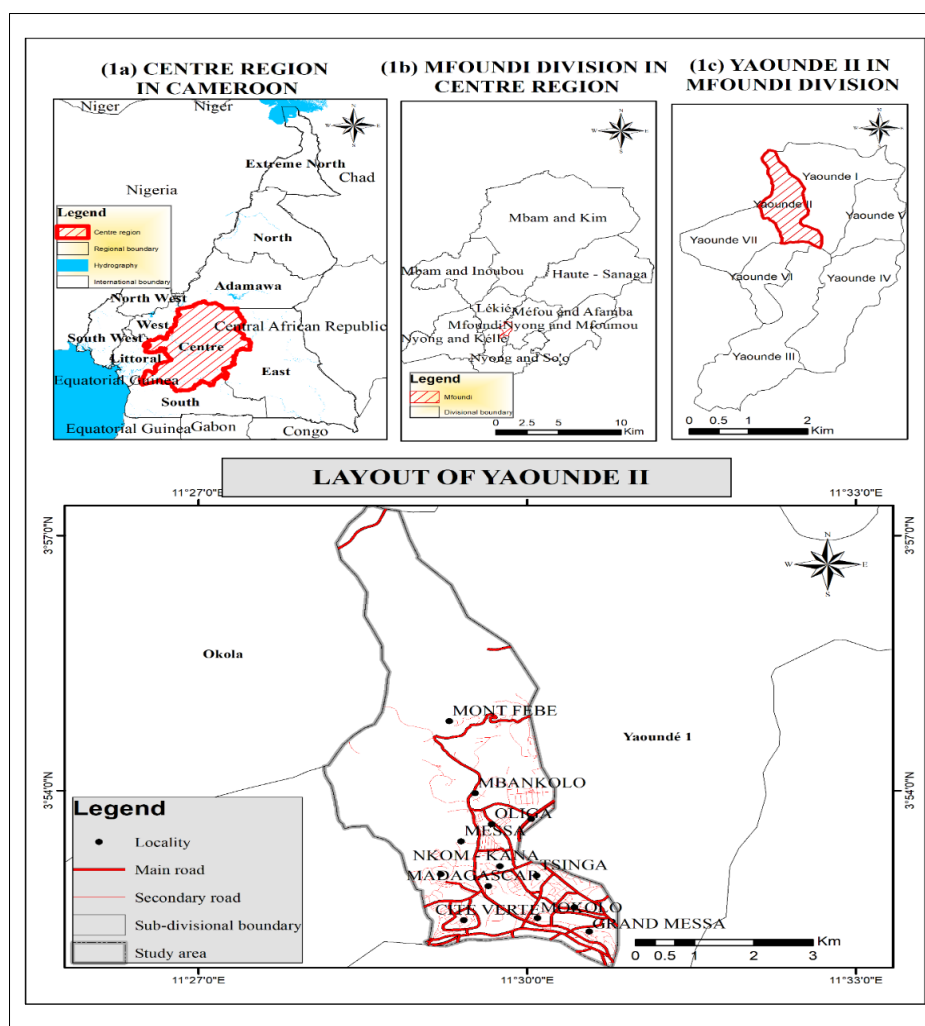 (1a) CENTRE REGION
IN CAMEROON
Niger
Niger
N
W
E
S
Extreme North
Chad
Nigeria
Legend
Centre region
Regional boundary
Hydrography
International boundary
North
Adamawa
North West
West
Central African Republic
South West
Centre
Littoral
Equatorial Guinea
East
South
Equatorial Guinea
Gabon
Congo
(1b) MFOUNDI DIVISION IN
CENTRE REGION
N
W
E
S
Mbam and Kim
Mbam and Inoubou
Haute - Sanaga
Lékié
Méfou and Afamba
Mfoundi
Nyong and Mfoumou
Nyong and Kelle
Nyong and So'o
Legend
Mfoundi
Divisional boundary
0 2.5 5 10
Kim
(1c) YAOUNDE II IN
MFOUNDI DIVISION
W
E
S
Yaounde I
Yaounde II
Yaounde V
Yaounde VII
Yaounde VI
Yaounde IV
Yaounde III
0 0.5 1 2
Kim
LAYOUT OF YAOUNDE II
11°27'0"E
11°33'0"E
3°57'0"N
3°57'0"N
N
W
E
S
Okola
MONT FEBE
Yaoundé 1
3°54'0"N
3°54'0"N
MBANKOLO
OLIGA
MESSA
NKOM - KANA
TSINGA
MADAGASCAR
CITE VERTE
MOKOLO
GRAND MESSA
Legend
Locality
Main road
Secondary road
Sub-divisional boundary
Study area
0 0.5 1 2 3
Km
11°27'0"E
11°30'0"E
11°33'0"E